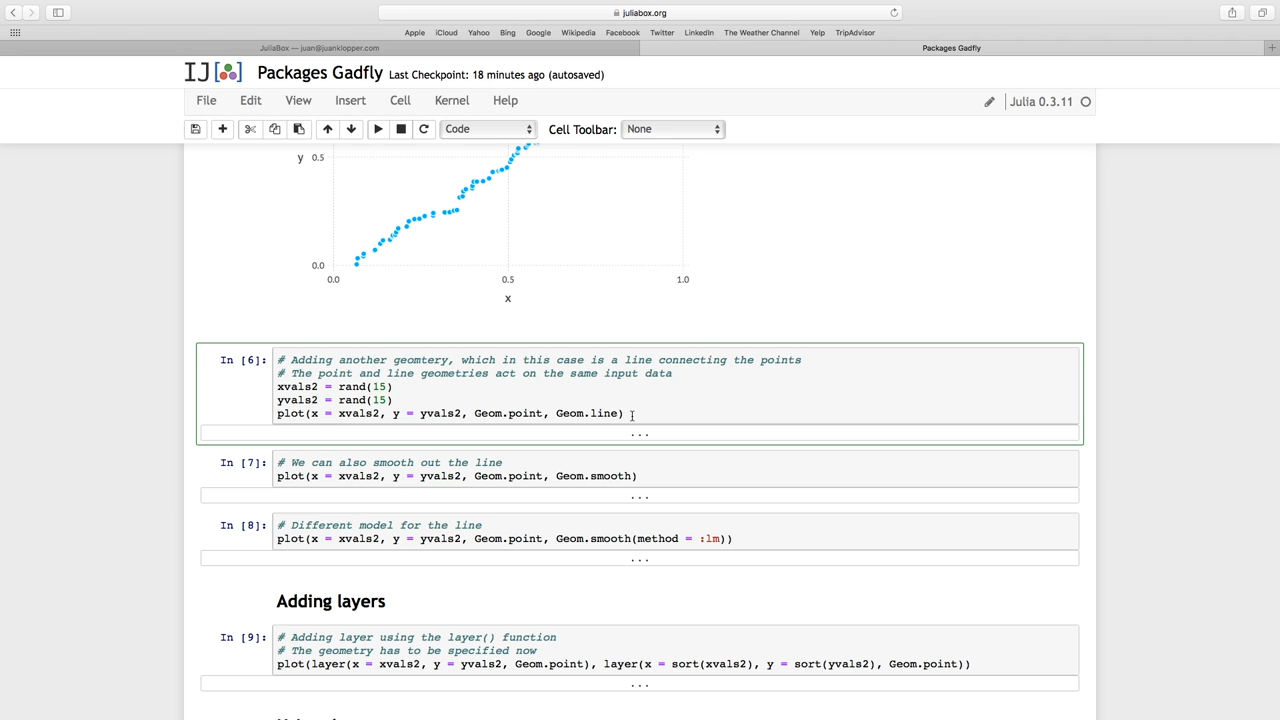 juliabox.org
Apple iCloud Yahoo Bing Google Wikipedia Facebook Twitter LinkedIn The Weather Channel Yelp TripAdvisor
JuliaBox — juan@juanklopper.com Packages Gadfly
IJ[ ] Packages Gadfly Last Checkpoint: 18 minutes ago (autosaved)
File Edit View Insert Cell Kernel Help Julia 0.3.11
Code Cell Toolbar: None
y 0.5
0.0
0.0 0.5 1.0
x
In [6]: # Adding another geomtery, which in this case is a line connecting the points
# The point and line geometries act on the same input data
xvals2 = rand(15)
yvals2 = rand(15)
plot(x = xvals2, y = yvals2, Geom.point, Geom.line)
...
In [7]: # We can also smooth out the line
plot(x = xvals2, y = yvals2, Geom.point, Geom.smooth)
...
In [8]: # Different model for the line
plot(x = xvals2, y = yvals2, Geom.point, Geom.smooth(method = :lm))
...
Adding layers
In [9]: # Adding layer using the layer() function
# The geometry has to be specified now
plot(layer(x = xvals2, y = yvals2, Geom.point), layer(x = sort(xvals2), y = sort(yvals2), Geom.point))
...